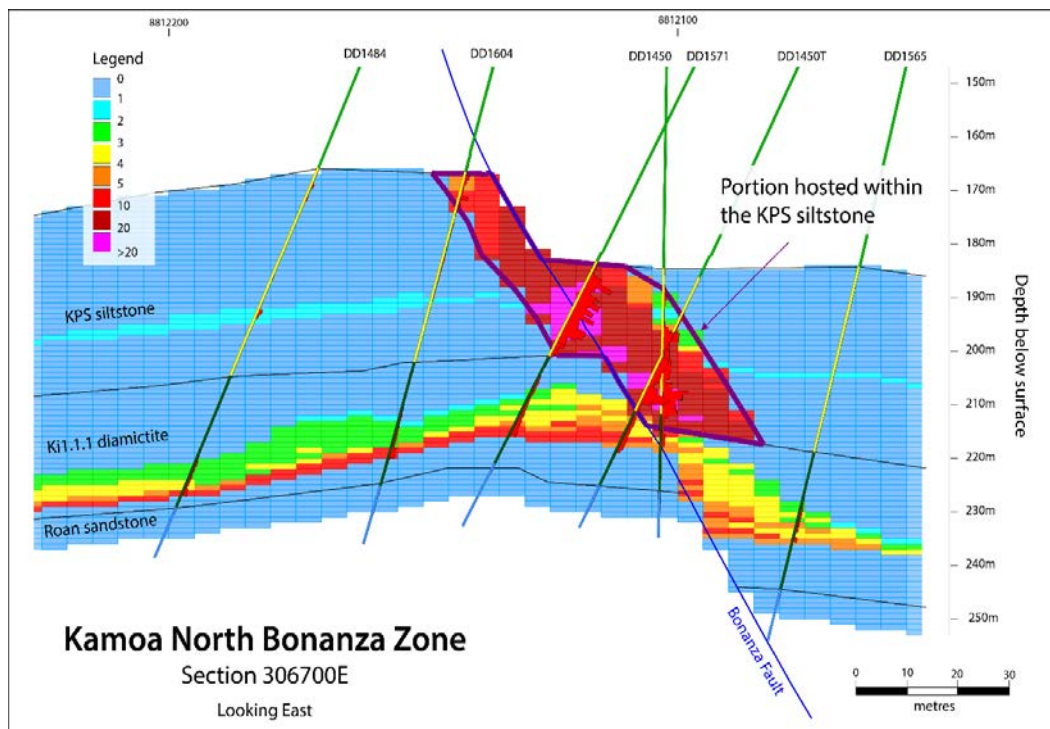 8812200
8812100
Legend
0
1
2
3
4
5
10
20
>20
DD1484
DD1604
DD1450
DD1571
DD1450T
DD1565
150m
160m
170m
180m
190m
200m
210m
220m
230m
240m
250m
Depth below surface
Portion hosted within
the KPS siltstone
KPS siltstone
Ki1.1.1 diamictite
Roan sandstone
Bonanza Fault
Kamoa North Bonanza Zone
Section 306700E
Looking East
0 10 20 30
metres